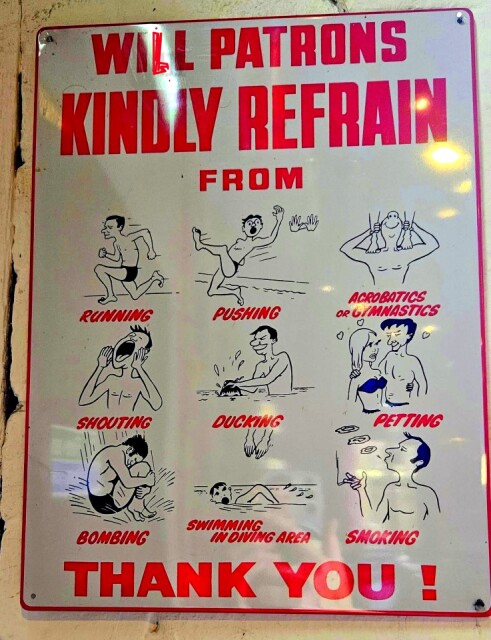 WILL PATRONS
KINDLY REFRAIN
FROM
RUNNING
PUSHING
ACROBATICS
OR GYMNASTICS
SHOUTING
DUCKING
PETTING
BOMBING
SWIMMING
IN DIVING AREA
SMOKING
THANK YOU !